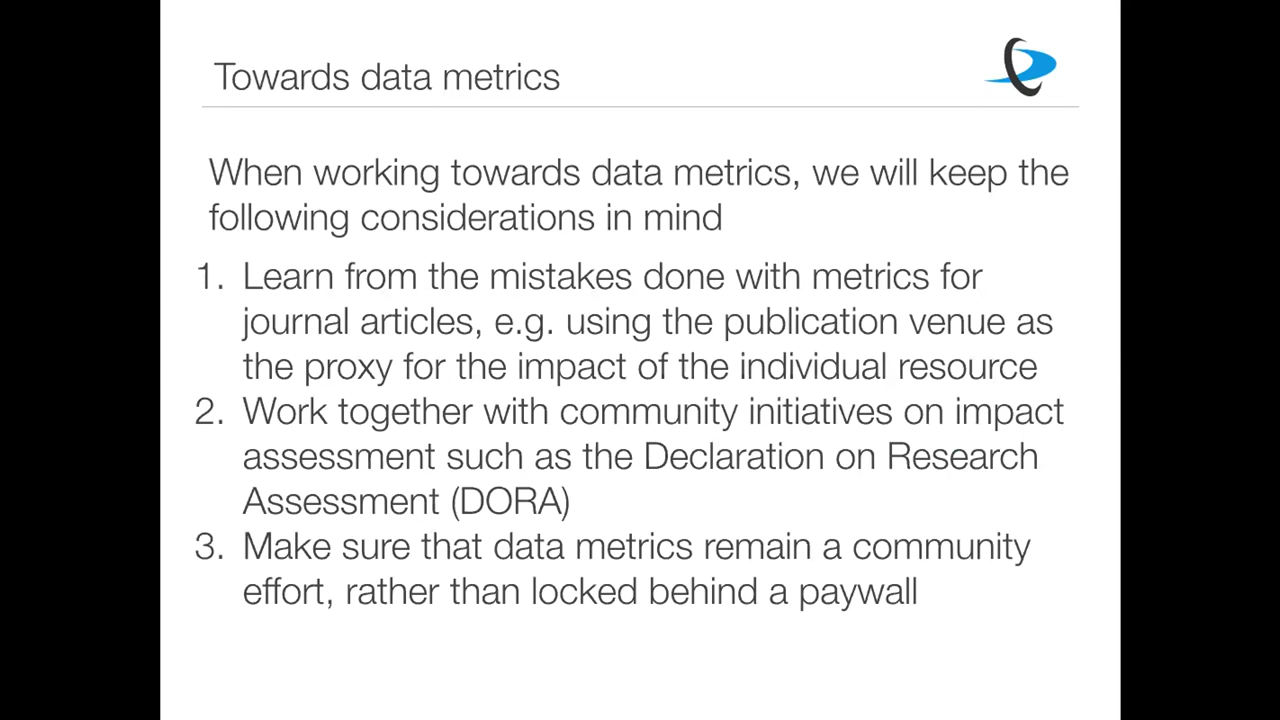 Towards data metrics
When working towards data metrics, we will keep the
following considerations in mind
1. Learn from the mistakes done with metrics for
journal articles, e.g. using the publication venue as
the proxy for the impact of the individual resource
2. Work together with community initiatives on impact
assessment such as the Declaration on Research
Assessment (DORA)
3. Make sure that data metrics remain a community
effort, rather than locked behind a paywall